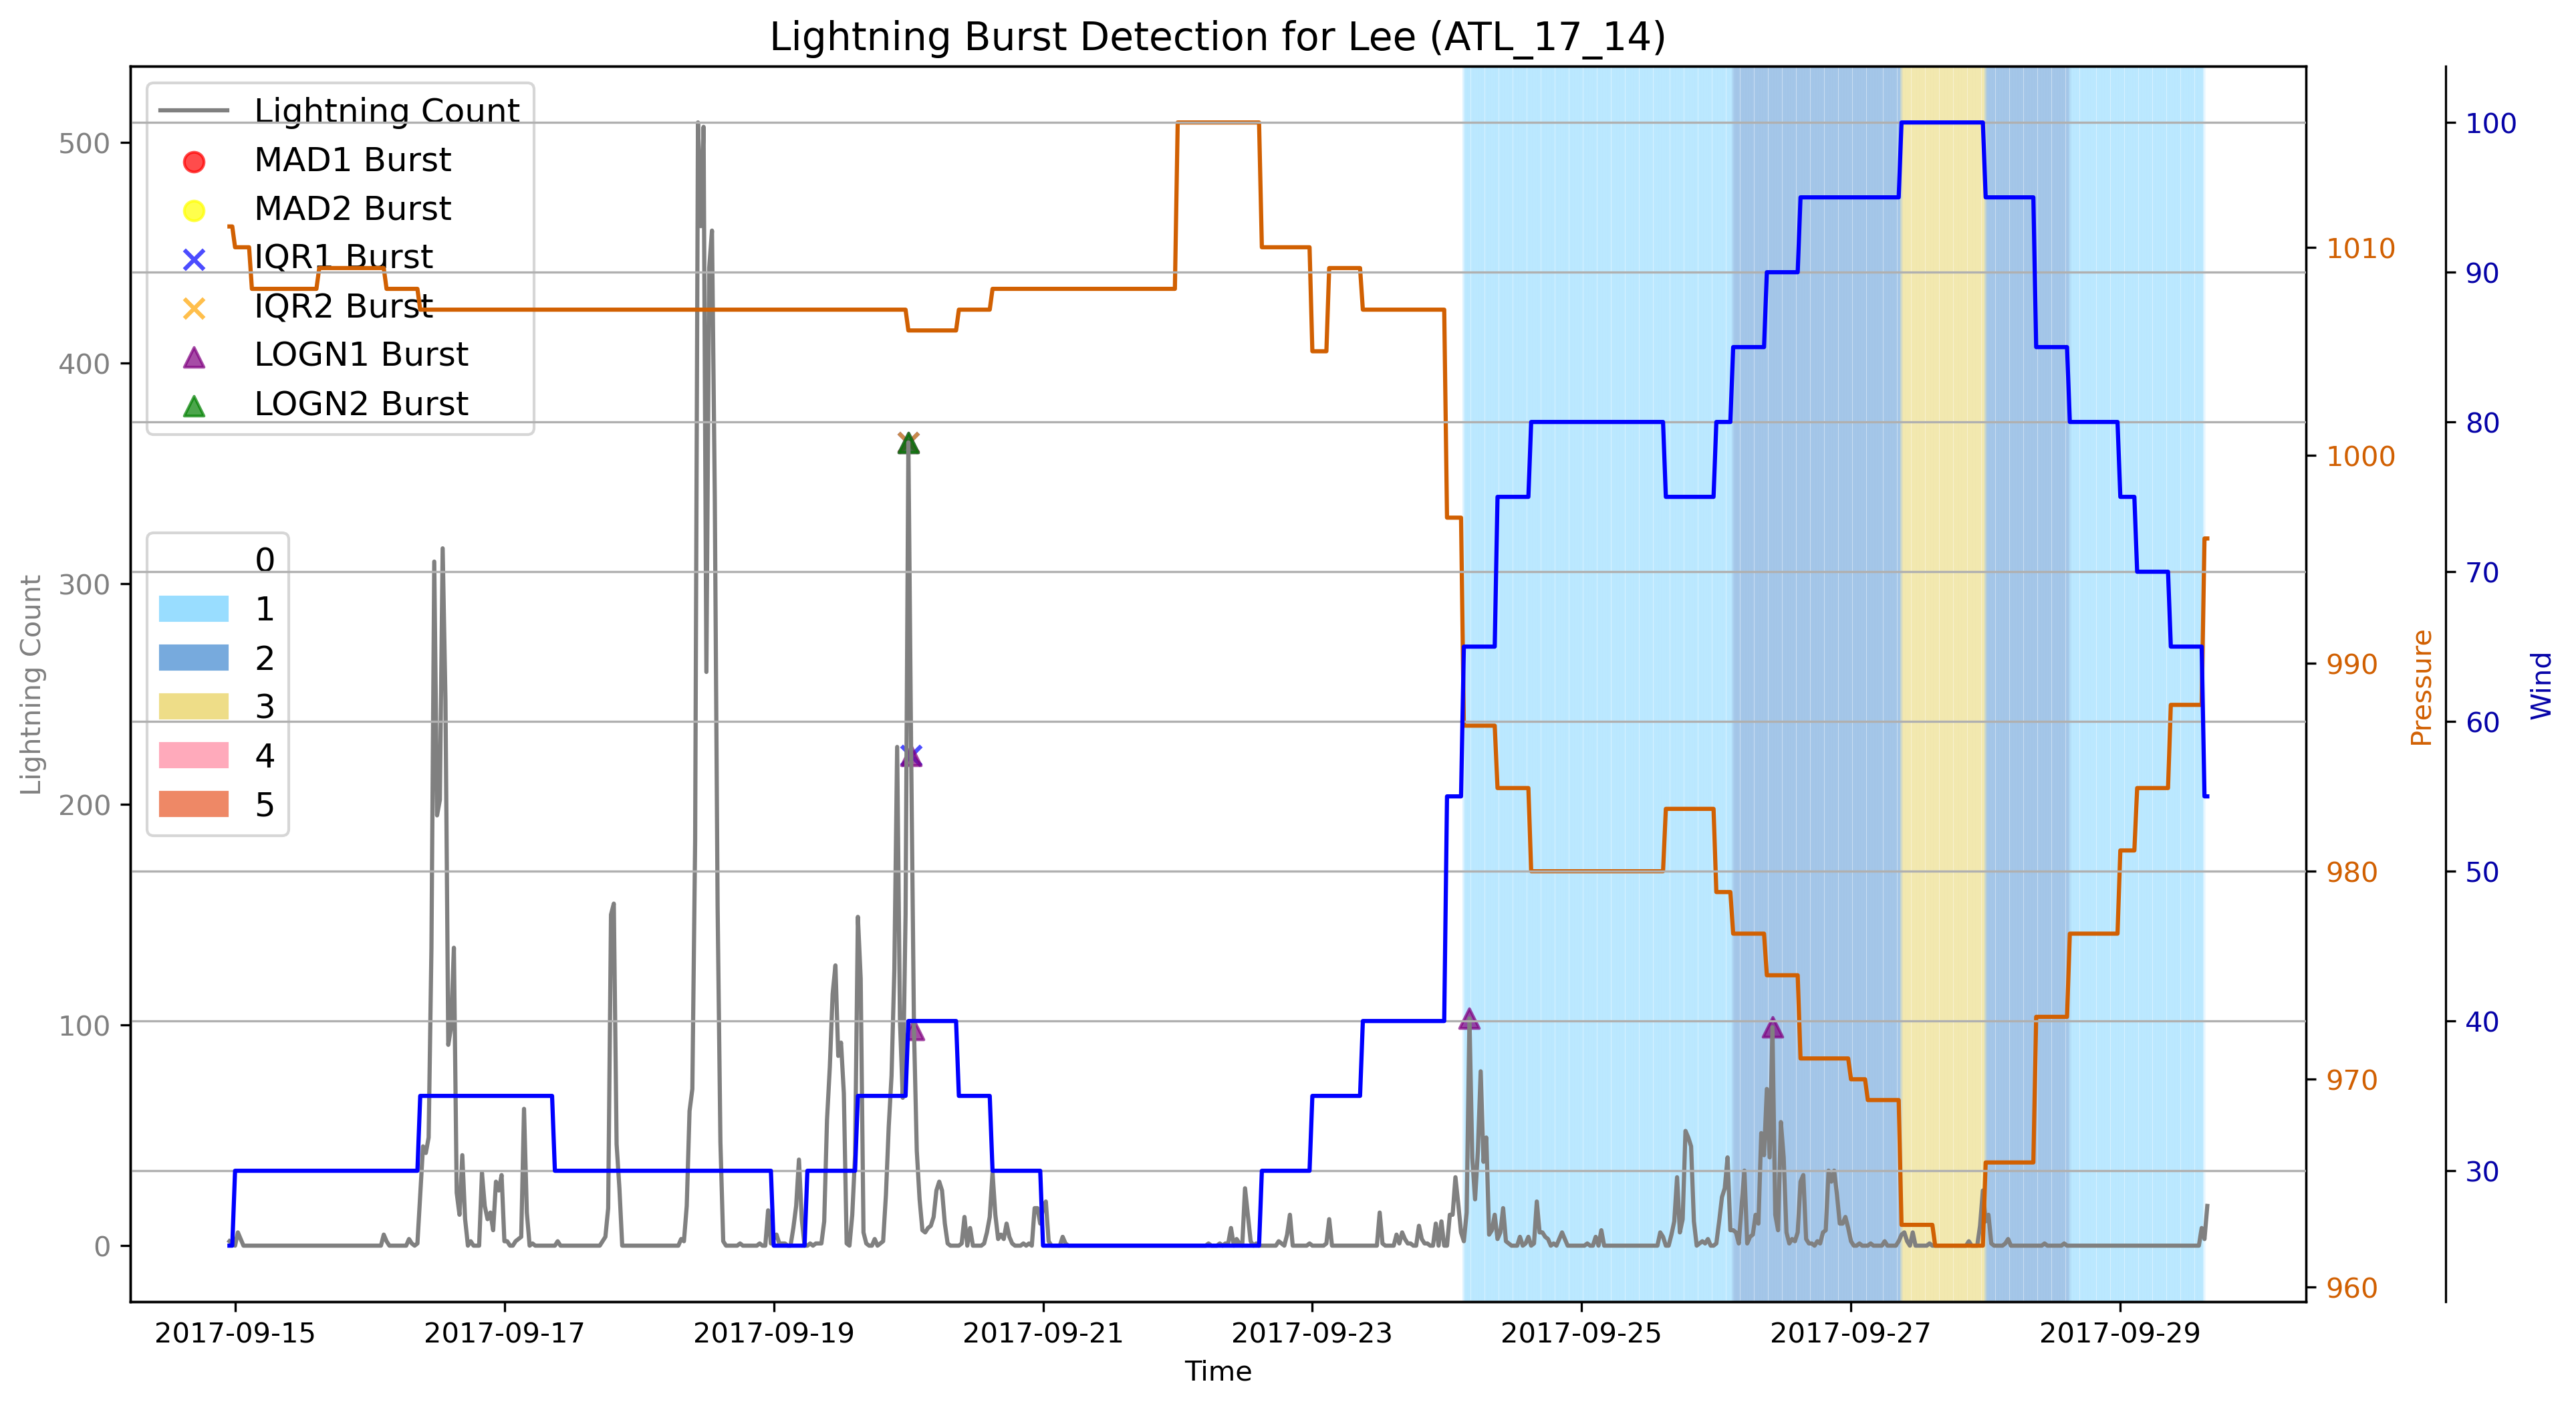 Lightning Burst Detection for Lee (ATL_17_14)
Lightning Count
MAD1 Burst
MAD2 Burst
IQR1 Burst
IQR2 Burst
LOGN1 Burst
LOGN2 Burst
0
1
2
3
4
5
Lightning Count
500
400
300
200
100
0
1010
1000
990
980
970
960
Pressure
100
90
80
70
60
50
40
30
Wind
2017-09-15
2017-09-17
2017-09-19
2017-09-21
2017-09-23
2017-09-25
2017-09-27
2017-09-29
Time